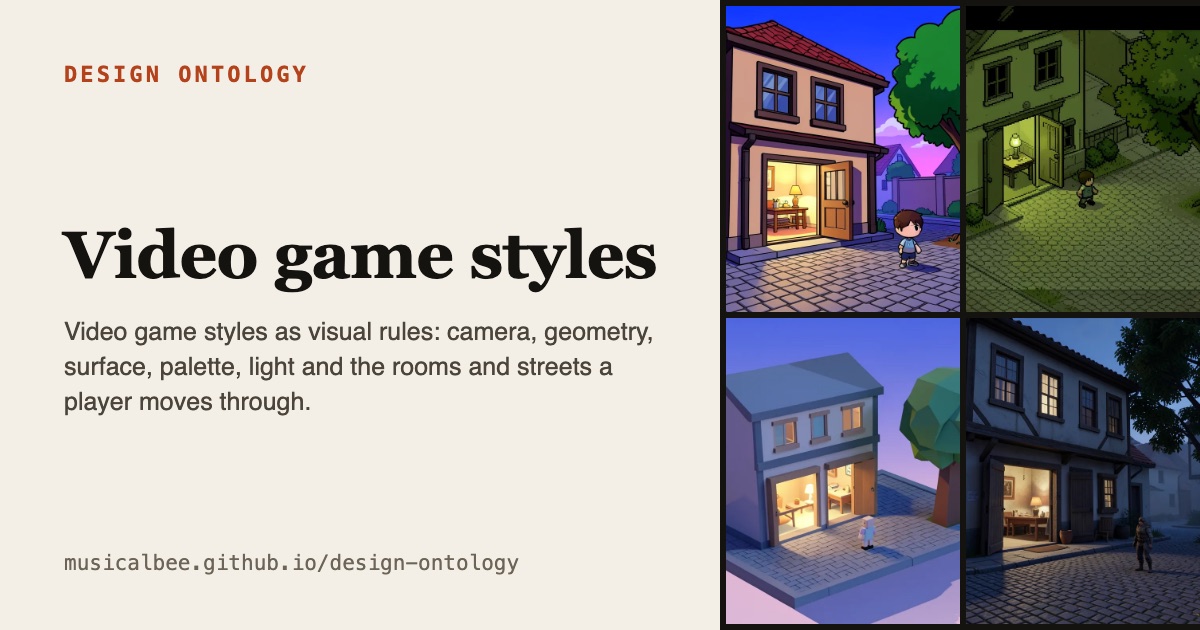 DESIGN ONTOLOGY
Video game styles
Video game styles as visual rules: camera, geometry,
surface, palette, light and the rooms and streets a
player moves through.
musicalbee.github.io/design-ontology